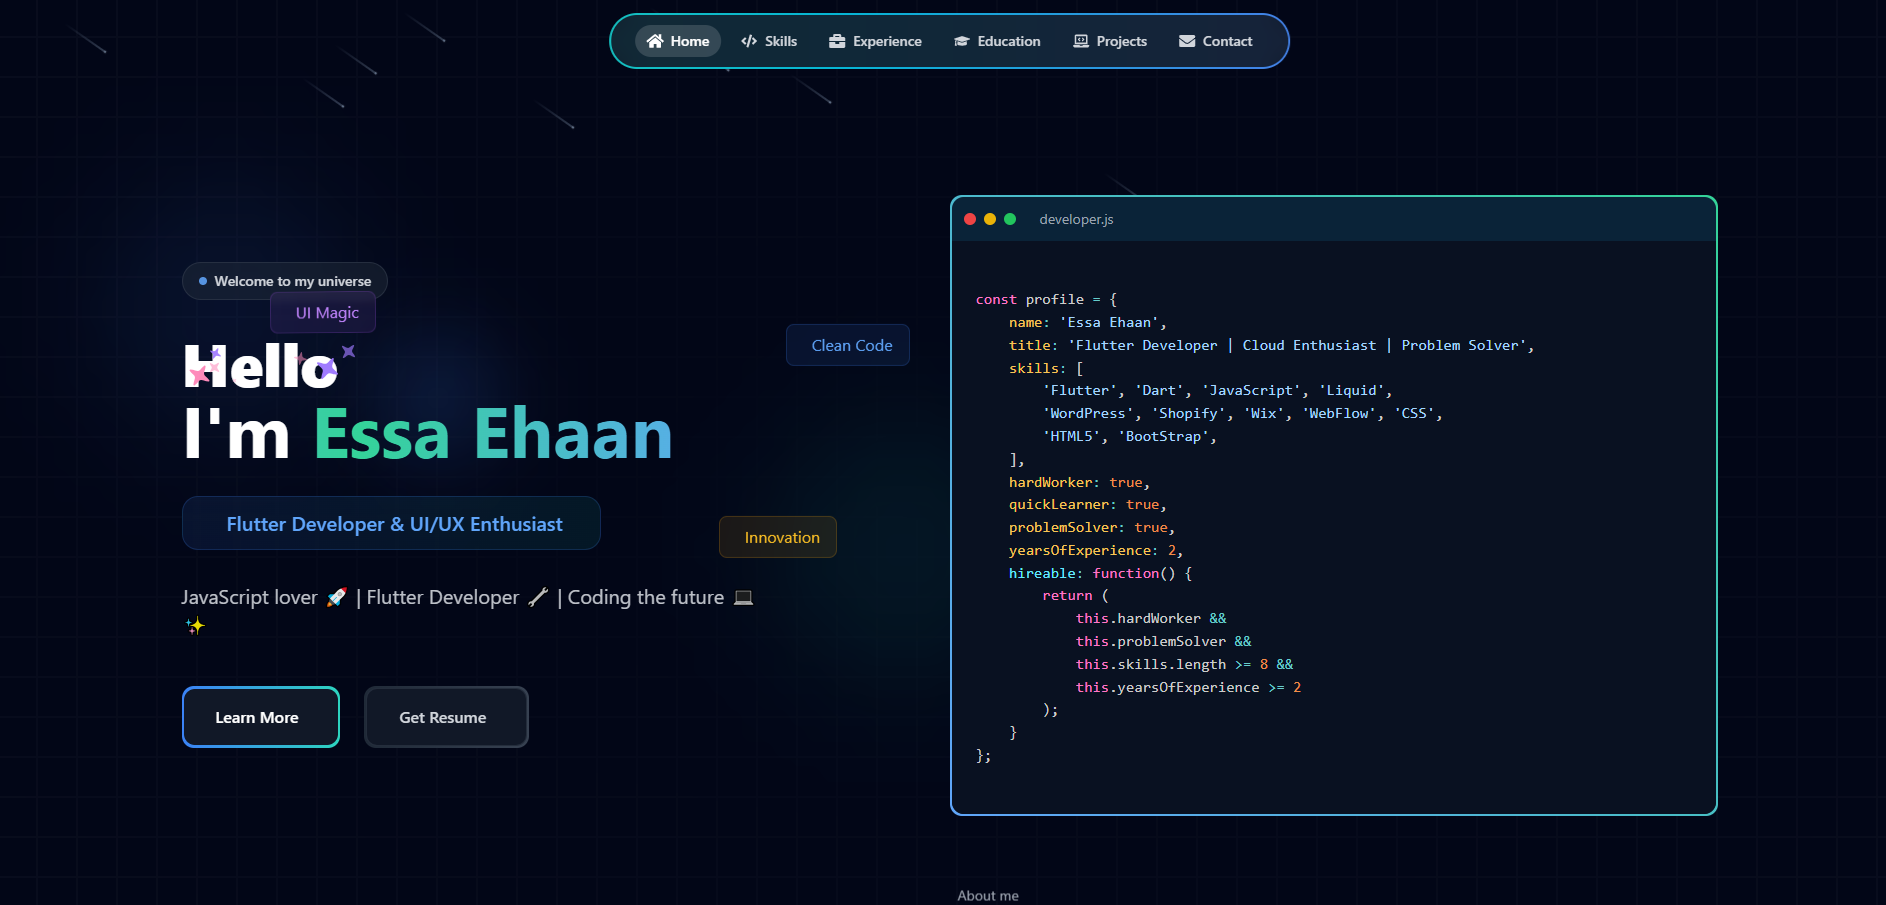 Home Skills Experience Education Projects Contact
Welcome to my universe
UI Magic
Hello
I'm Essa Ehaan
Clean Code
Flutter Developer & UI/UX Enthusiast
Innovation
JavaScript lover 🚀 | Flutter Developer 🔧 | Coding the future 💻
✨
Learn More Get Resume
developer.js
const profile = {
    name: 'Essa Ehaan',
    title: 'Flutter Developer | Cloud Enthusiast | Problem Solver',
    skills: [
        'Flutter', 'Dart', 'JavaScript', 'Liquid',
        'WordPress', 'Shopify', 'Wix', 'WebFlow', 'CSS',
        'HTML5', 'BootStrap',
    ],
    hardWorker: true,
    quickLearner: true,
    problemSolver: true,
    yearsOfExperience: 2,
    hireable: function() {
        return (
            this.hardWorker &&
            this.problemSolver &&
            this.skills.length >= 8 &&
            this.yearsOfExperience >= 2
        );
    }
};
About me